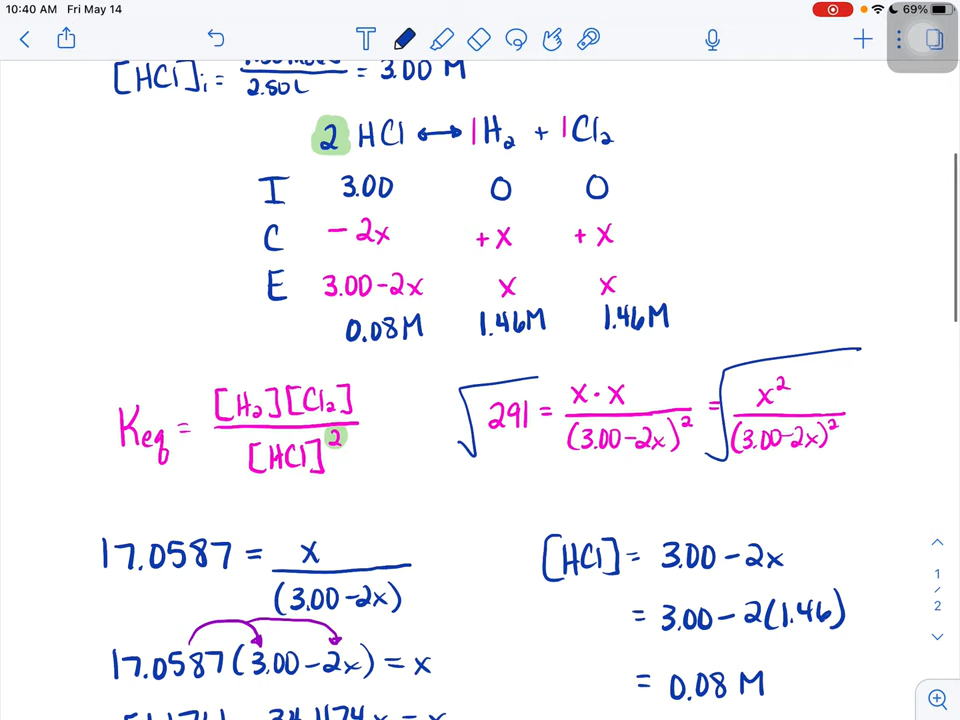 10:40 AM Fri May 14 69%
[HCl]i = / 2.50L = 3.00 M
2 HCl ↔ 1H₂ + 1Cl₂
I 3.00 0 0
C - 2x + x + x
E 3.00-2x x x
0.08M 1.46M 1.46M
Keq = [H₂][Cl₂] / [HCl]²
√291 = x · x / (3.00-2x)² = √(x² / (3.00-2x)²)
17.0587 = x / (3.00-2x)
17.0587(3.00-2x) = x
[HCl] = 3.00 - 2x
= 3.00 - 2(1.46)
= 0.08 M
1 / 2